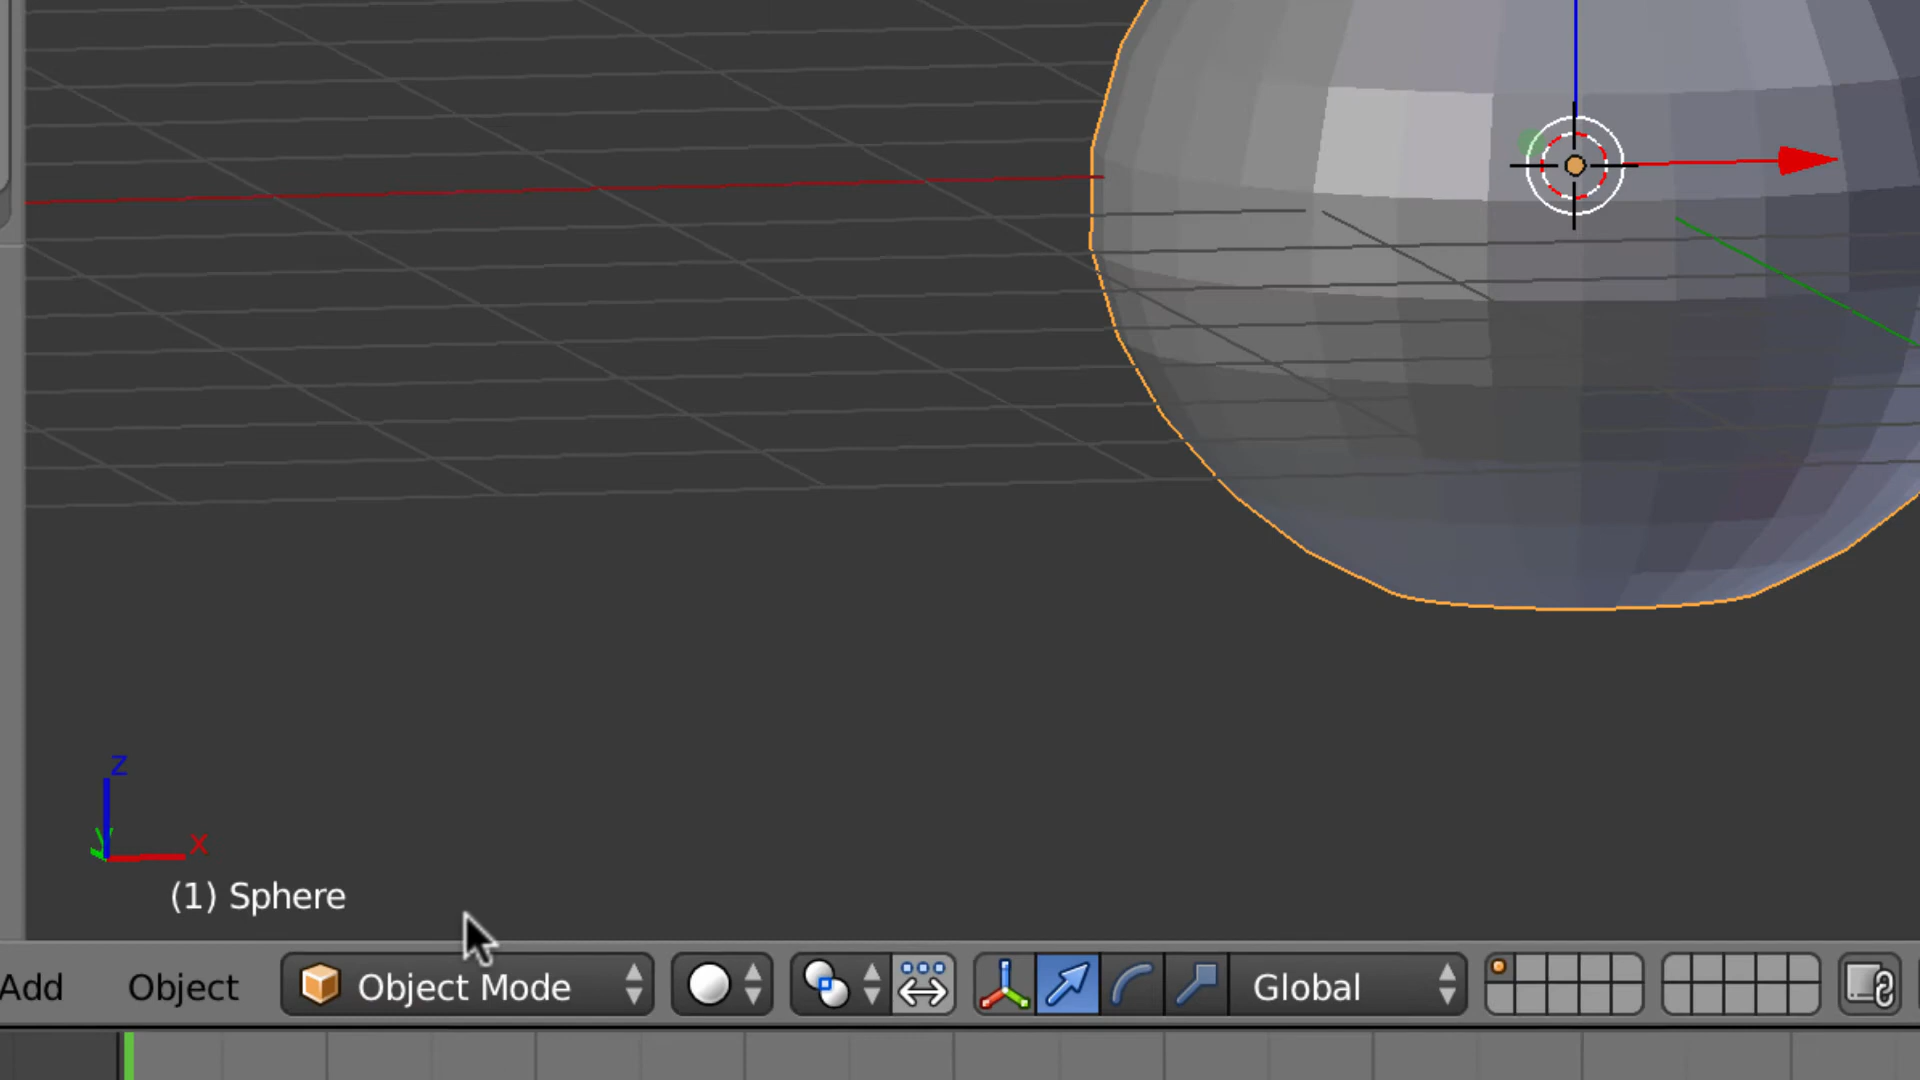 z
y
x
(1) Sphere
Add
Object
Object Mode
Global